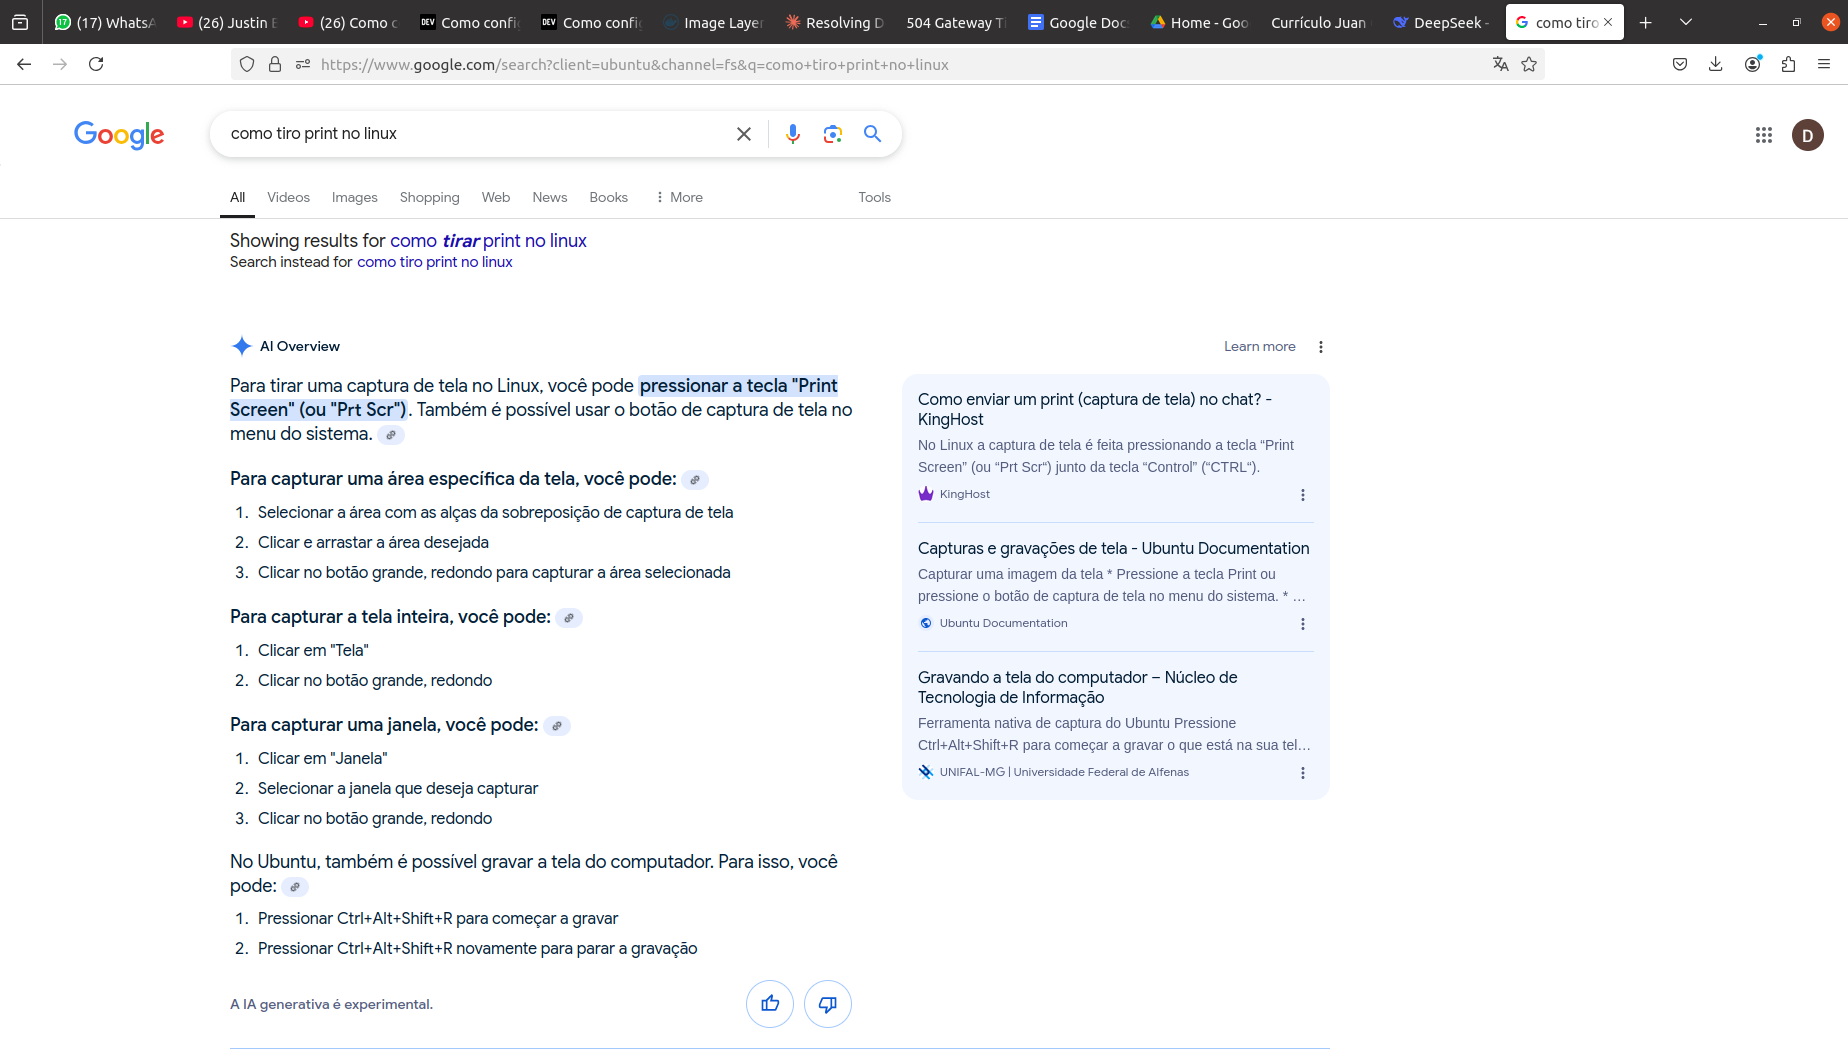 (17) WhatsA
(26) Justin B
(26) Como c
DEV Como config
DEV Como config
Image Layer
Resolving D
504 Gateway Ti
Google Docs
Home - Goo
Currículo Juan
DeepSeek -
como tiro
https://www.google.com/search?client=ubuntu&channel=fs&q=como+tiro+print+no+linux
Google
como tiro print no linux
D
All Videos Images Shopping Web News Books More Tools
Showing results for como tirar print no linux
Search instead for como tiro print no linux
AI Overview
Learn more
Para tirar uma captura de tela no Linux, você pode pressionar a tecla "Print
Screen" (ou "Prt Scr"). Também é possível usar o botão de captura de tela no
menu do sistema.
Para capturar uma área específica da tela, você pode:
1. Selecionar a área com as alças da sobreposição de captura de tela
2. Clicar e arrastar a área desejada
3. Clicar no botão grande, redondo para capturar a área selecionada
Para capturar a tela inteira, você pode:
1. Clicar em "Tela"
2. Clicar no botão grande, redondo
Para capturar uma janela, você pode:
1. Clicar em "Janela"
2. Selecionar a janela que deseja capturar
3. Clicar no botão grande, redondo
No Ubuntu, também é possível gravar a tela do computador. Para isso, você
pode:
1. Pressionar Ctrl+Alt+Shift+R para começar a gravar
2. Pressionar Ctrl+Alt+Shift+R novamente para parar a gravação
A IA generativa é experimental.
Como enviar um print (captura de tela) no chat? -
KingHost
No Linux a captura de tela é feita pressionando a tecla “Print
Screen” (ou “Prt Scr“) junto da tecla “Control” (“CTRL“).
KingHost
Capturas e gravações de tela - Ubuntu Documentation
Capturar uma imagem da tela * Pressione a tecla Print ou
pressione o botão de captura de tela no menu do sistema. * …
Ubuntu Documentation
Gravando a tela do computador – Núcleo de
Tecnologia de Informação
Ferramenta nativa de captura do Ubuntu Pressione
Ctrl+Alt+Shift+R para começar a gravar o que está na sua tel…
UNIFAL-MG | Universidade Federal de Alfenas